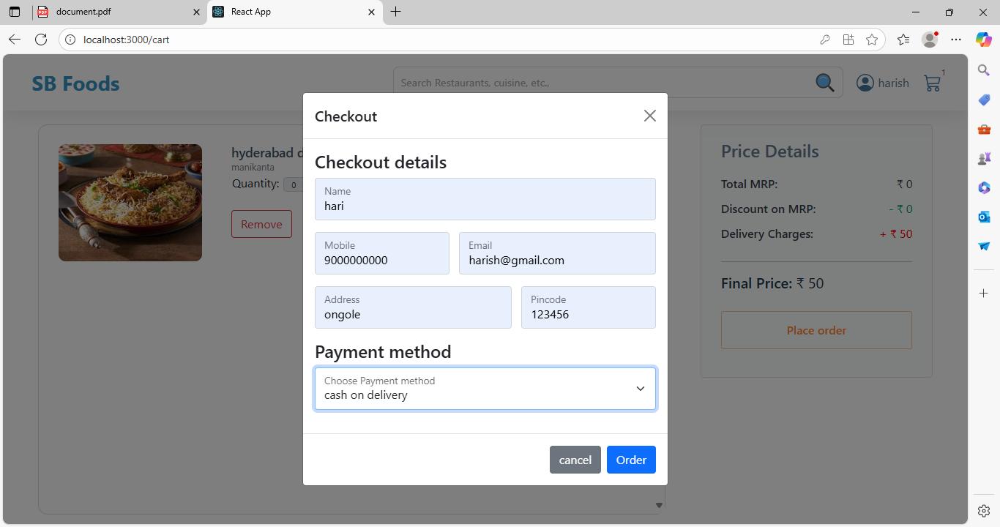 document.pdf
React App
localhost:3000/cart
SB Foods
Search Restaurants, cuisine, etc.,
harish
1
Checkout
hyderabad d
manikanta
Quantity: 0
Remove
Checkout details
Name
hari
Mobile
9000000000
Email
harish@gmail.com
Address
ongole
Pincode
123456
Payment method
Choose Payment method
cash on delivery
cancel
Order
Price Details
Total MRP: ₹ 0
Discount on MRP: - ₹ 0
Delivery Charges: + ₹ 50
Final Price: ₹ 50
Place order